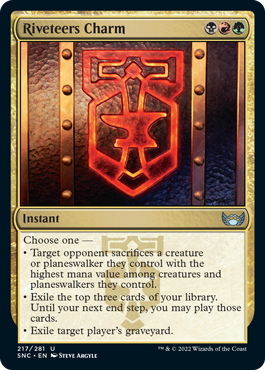 Riveteers Charm
Instant
Choose one —
• Target opponent sacrifices a creature
or planeswalker they control with the
highest mana value among creatures and
planeswalkers they control.
• Exile the top three cards of your library.
Until your next end step, you may play those
cards.
• Exile target player's graveyard.
217/281 U
SNC • EN Steve Argyle
™ & © 2022 Wizards of the Coast